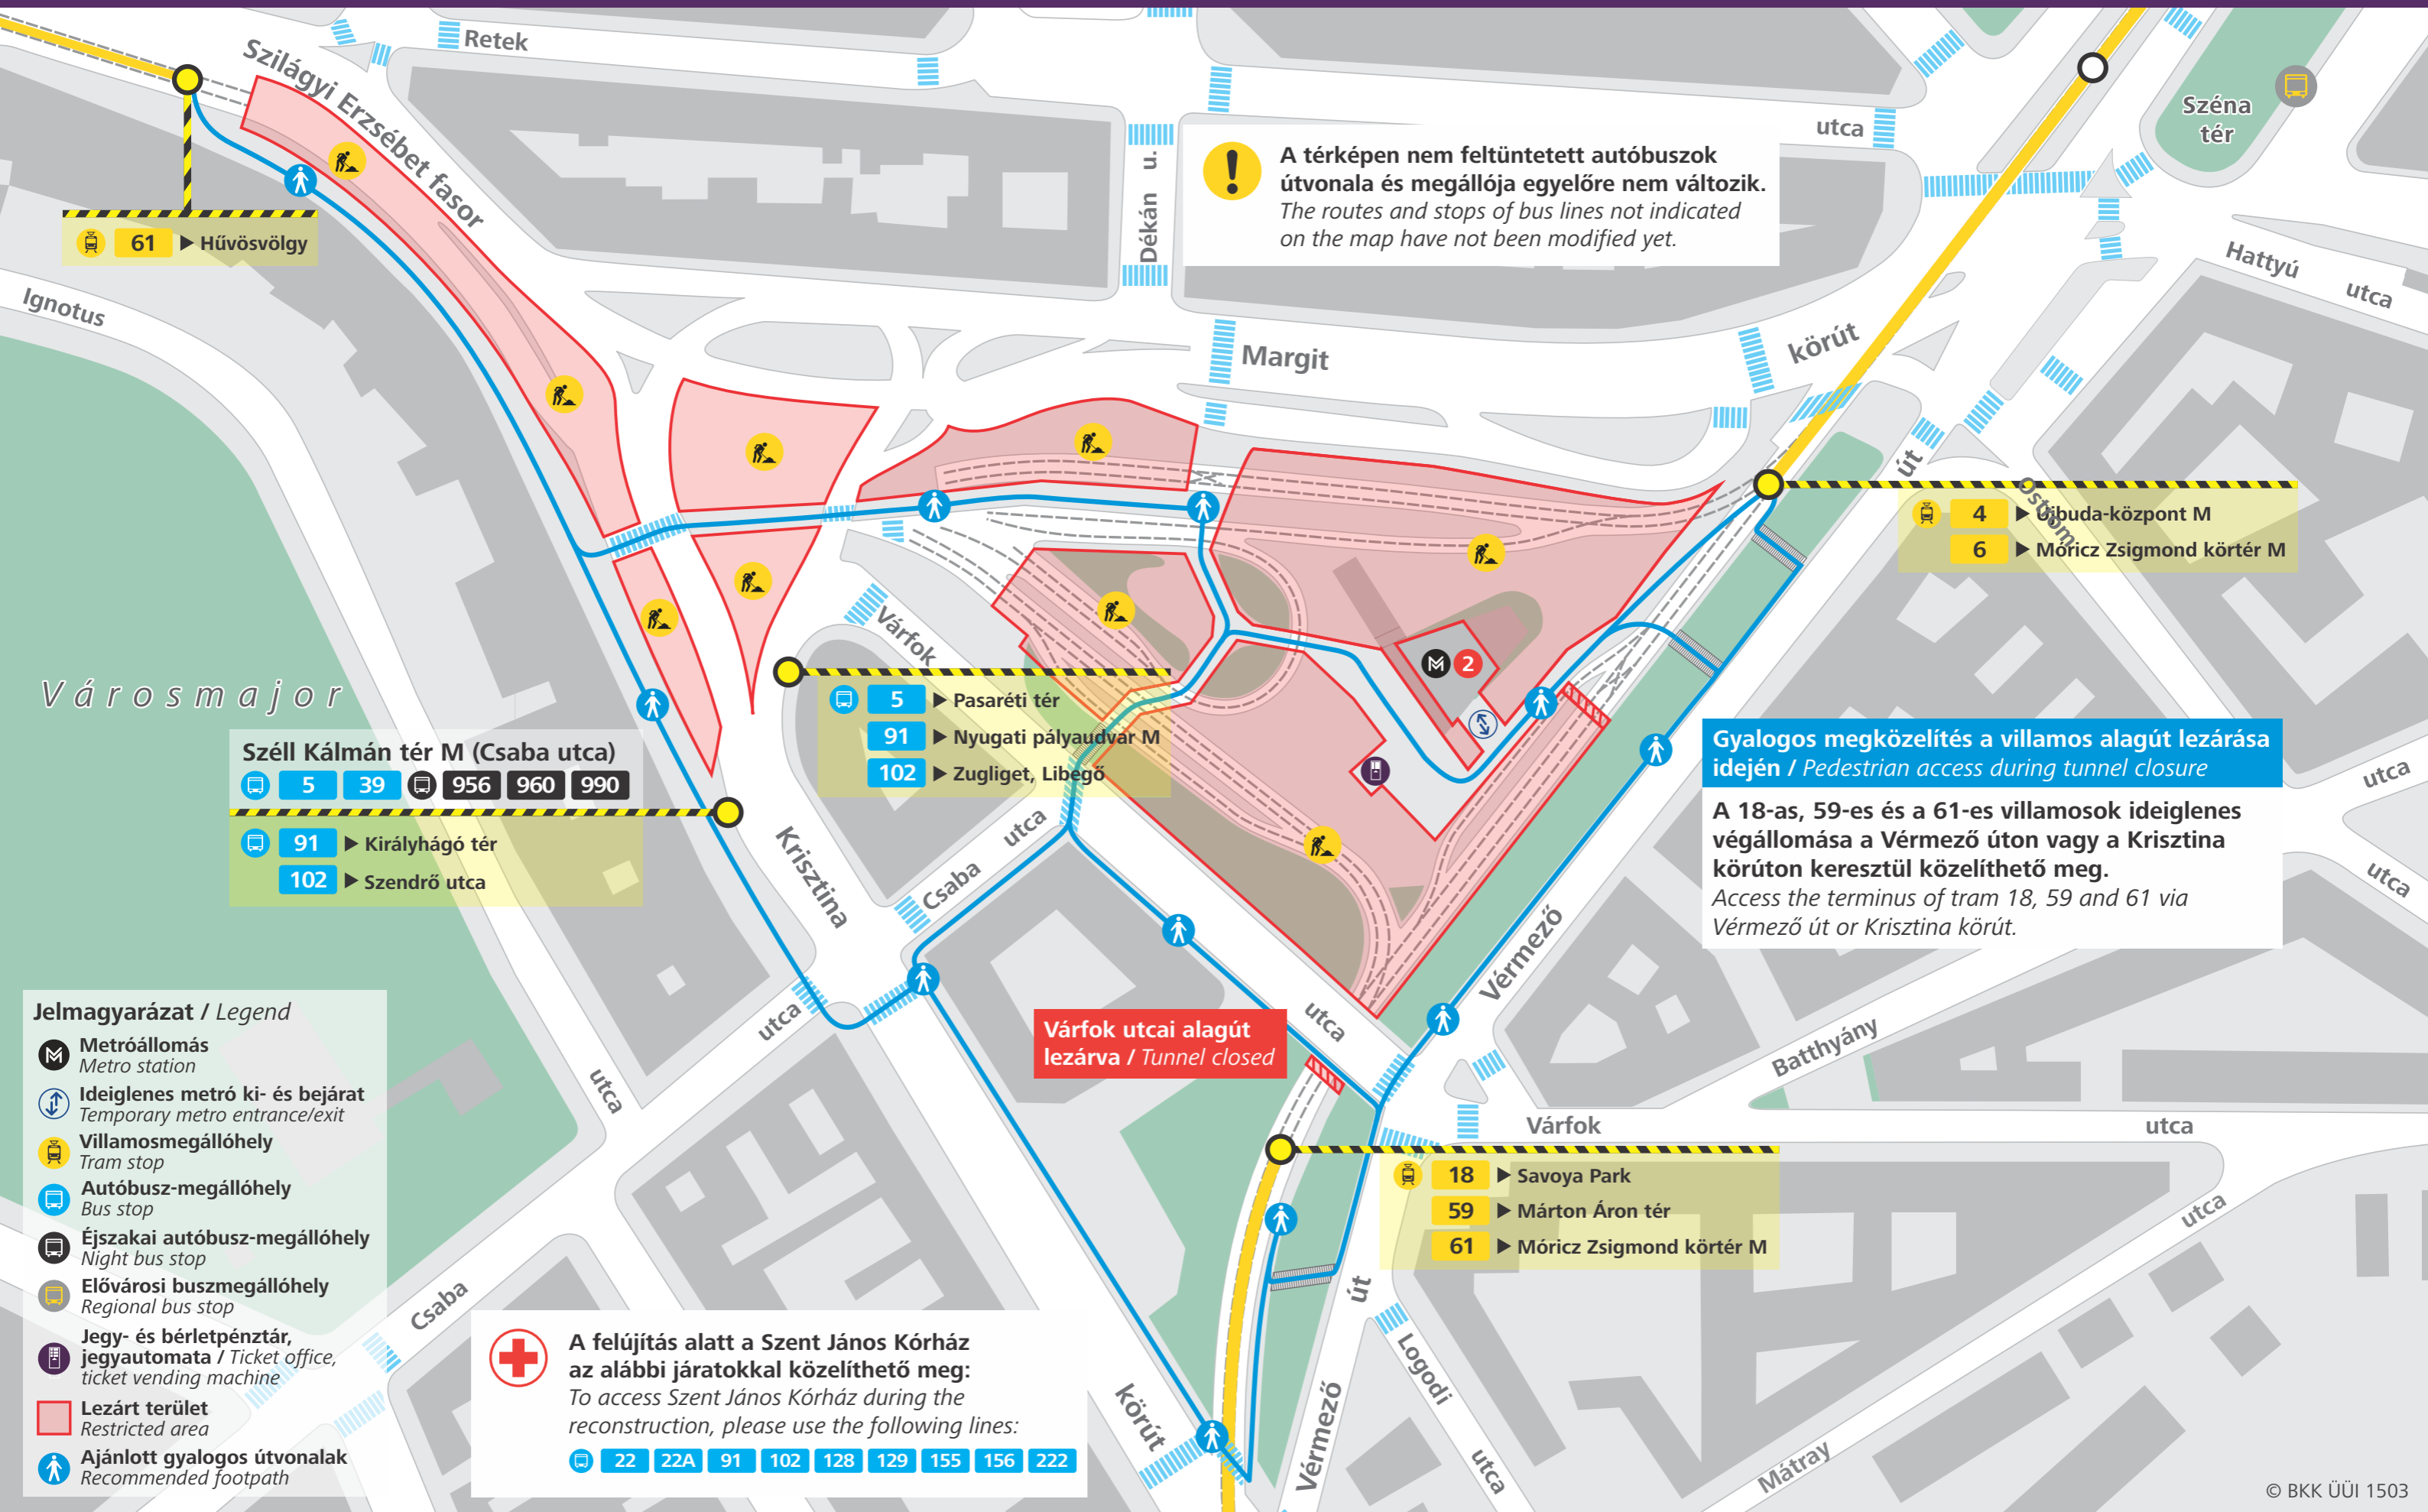 Retek
Szilágyi Erzsébet fasor
utca
Széna
tér
Dékán u.
A térképen nem feltüntetett autóbuszok
útvonala és megállója egyelőre nem változik.
The routes and stops of bus lines not indicated
on the map have not been modified yet.
61 Hűvösvölgy
Hattyú utca
Ignotus
Margit
körút
út
Ostrom
4 Újbuda-központ M
6 Móricz Zsigmond körtér M
Várfok
M 2
Városmajor
5 Pasaréti tér
91 Nyugati pályaudvar M
102 Zugliget, Libegő
Széll Kálmán tér M (Csaba utca)
5 39 956 960 990
91 Királyhágó tér
102 Szendrő utca
Gyalogos megközelítés a villamos alagút lezárása
idején / Pedestrian access during tunnel closure
A 18-as, 59-es és a 61-es villamosok ideiglenes
végállomása a Vérmező úton vagy a Krisztina
körúton keresztül közelíthető meg.
Access the terminus of tram 18, 59 and 61 via
Vérmező út or Krisztina körút.
utca
utca
Krisztina
Csaba utca
Vérmező
utca
utca
utca
Várfok utcai alagút
lezárva / Tunnel closed
Batthyány
Várfok utca
18 Savoya Park
59 Márton Áron tér
61 Móricz Zsigmond körtér M
utca
út
Jelmagyarázat / Legend
Metróállomás
Metro station
Ideiglenes metró ki- és bejárat
Temporary metro entrance/exit
Villamosmegállóhely
Tram stop
Autóbusz-megállóhely
Bus stop
Éjszakai autóbusz-megállóhely
Night bus stop
Elővárosi buszmegállóhely
Regional bus stop
Jegy- és bérletpénztár,
jegyautomata / Ticket office,
ticket vending machine
Lezárt terület
Restricted area
Ajánlott gyalogos útvonalak
Recommended footpath
Csaba
A felújítás alatt a Szent János Kórház
az alábbi járatokkal közelíthető meg:
To access Szent János Kórház during the
reconstruction, please use the following lines:
22 22A 91 102 128 129 155 156 222
körút
Vérmező
Logodi
utca
Mátray
© BKK ÜÜI 1503